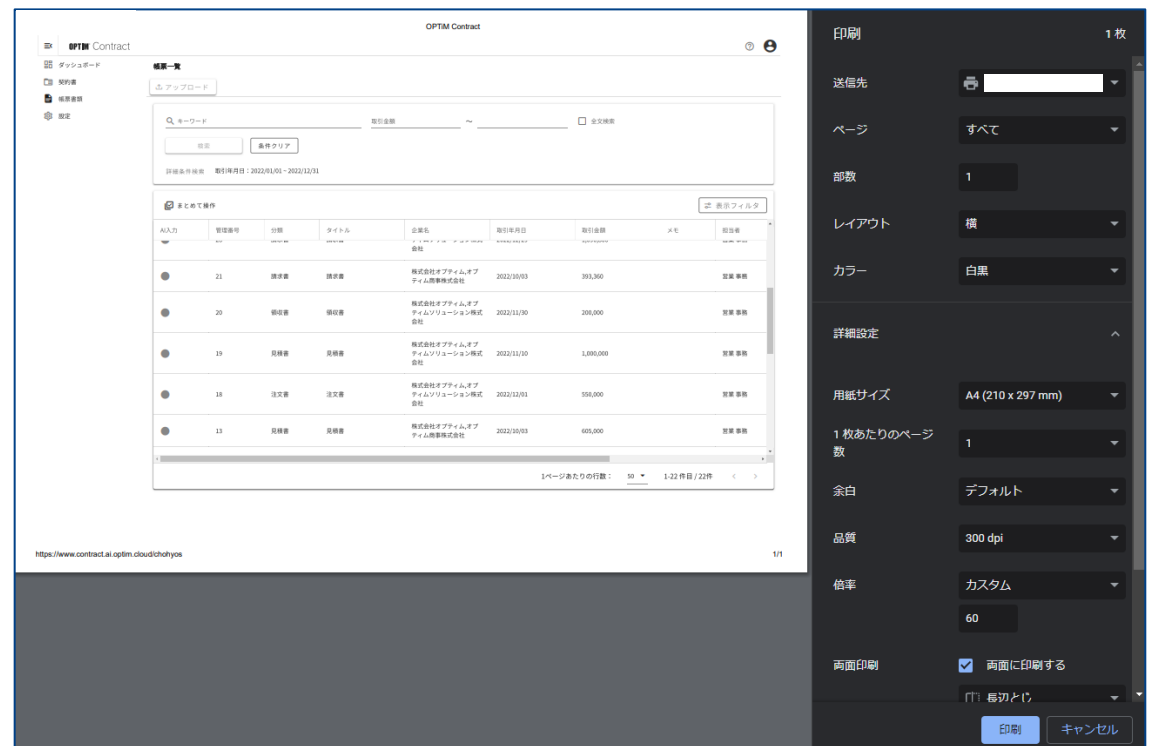 OPTiM Contract
OPTiM Contract
ダッシュボード
契約書
帳票書類
設定
帳票一覧
アップロード
キーワード
取引金額
～
全文検索
検索
条件クリア
詳細条件検索 取引年月日：2022/01/01 ~ 2022/12/31
まとめて操作
表示フィルタ
AI入力 管理番号 分類 タイトル 企業名 取引年月日 取引金額 メモ 担当者
会社
21 請求書 請求書 株式会社オプティム,オプ
ティム商事株式会社 2022/10/03 393,360 営業 事務
20 領収書 領収書 株式会社オプティム,オプ
ティムソリューション株式
会社 2022/11/30 200,000 営業 事務
19 見積書 見積書 株式会社オプティム,オプ
ティムソリューション株式
会社 2022/11/10 1,000,000 営業 事務
18 注文書 注文書 株式会社オプティム,オプ
ティムソリューション株式
会社 2022/12/01 550,000 営業 事務
13 見積書 見積書 株式会社オプティム,オプ
ティム商事株式会社 2022/10/03 605,000 営業 事務
1ページあたりの行数： 50 1-22 件目 / 22件
https://www.contract.ai.optim.cloud/chohyos
1/1
印刷 1 枚
送信先
ページ すべて
部数 1
レイアウト 横
カラー 白黒
詳細設定
用紙サイズ A4 (210 x 297 mm)
1 枚あたりのページ
数 1
余白 デフォルト
品質 300 dpi
倍率 カスタム
60
両面印刷 両面に印刷する
長辺とじ
印刷 キャンセル